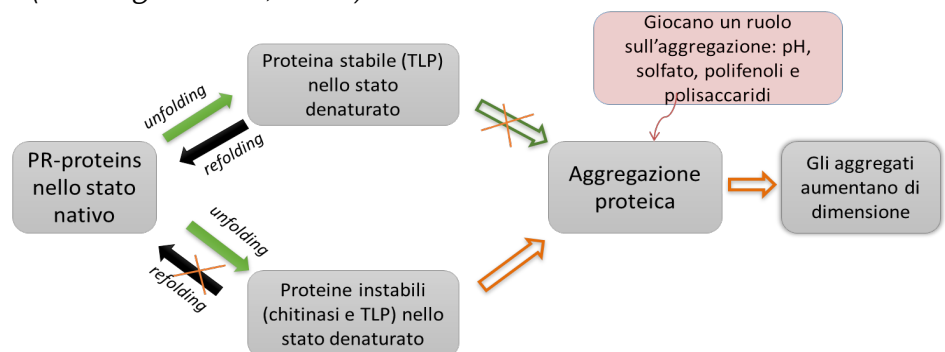 Proteina stabile (TLP)
nello stato
denaturato
Giocano un ruolo
sull'aggregazione: pH,
solfato, polifenoli e
polisaccaridi
unfolding
refolding
PR-proteins
nello stato
nativo
Aggregazione
proteica
Gli aggregati
aumentano di
dimensione
unfolding
refolding
Proteine instabili
(chitinasi e TLP) nello
stato denaturato